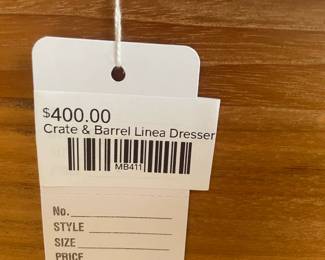 $400.00
Crate & Barrel Linea Dresser
MB411
No.
STYLE
SIZE
PRICE